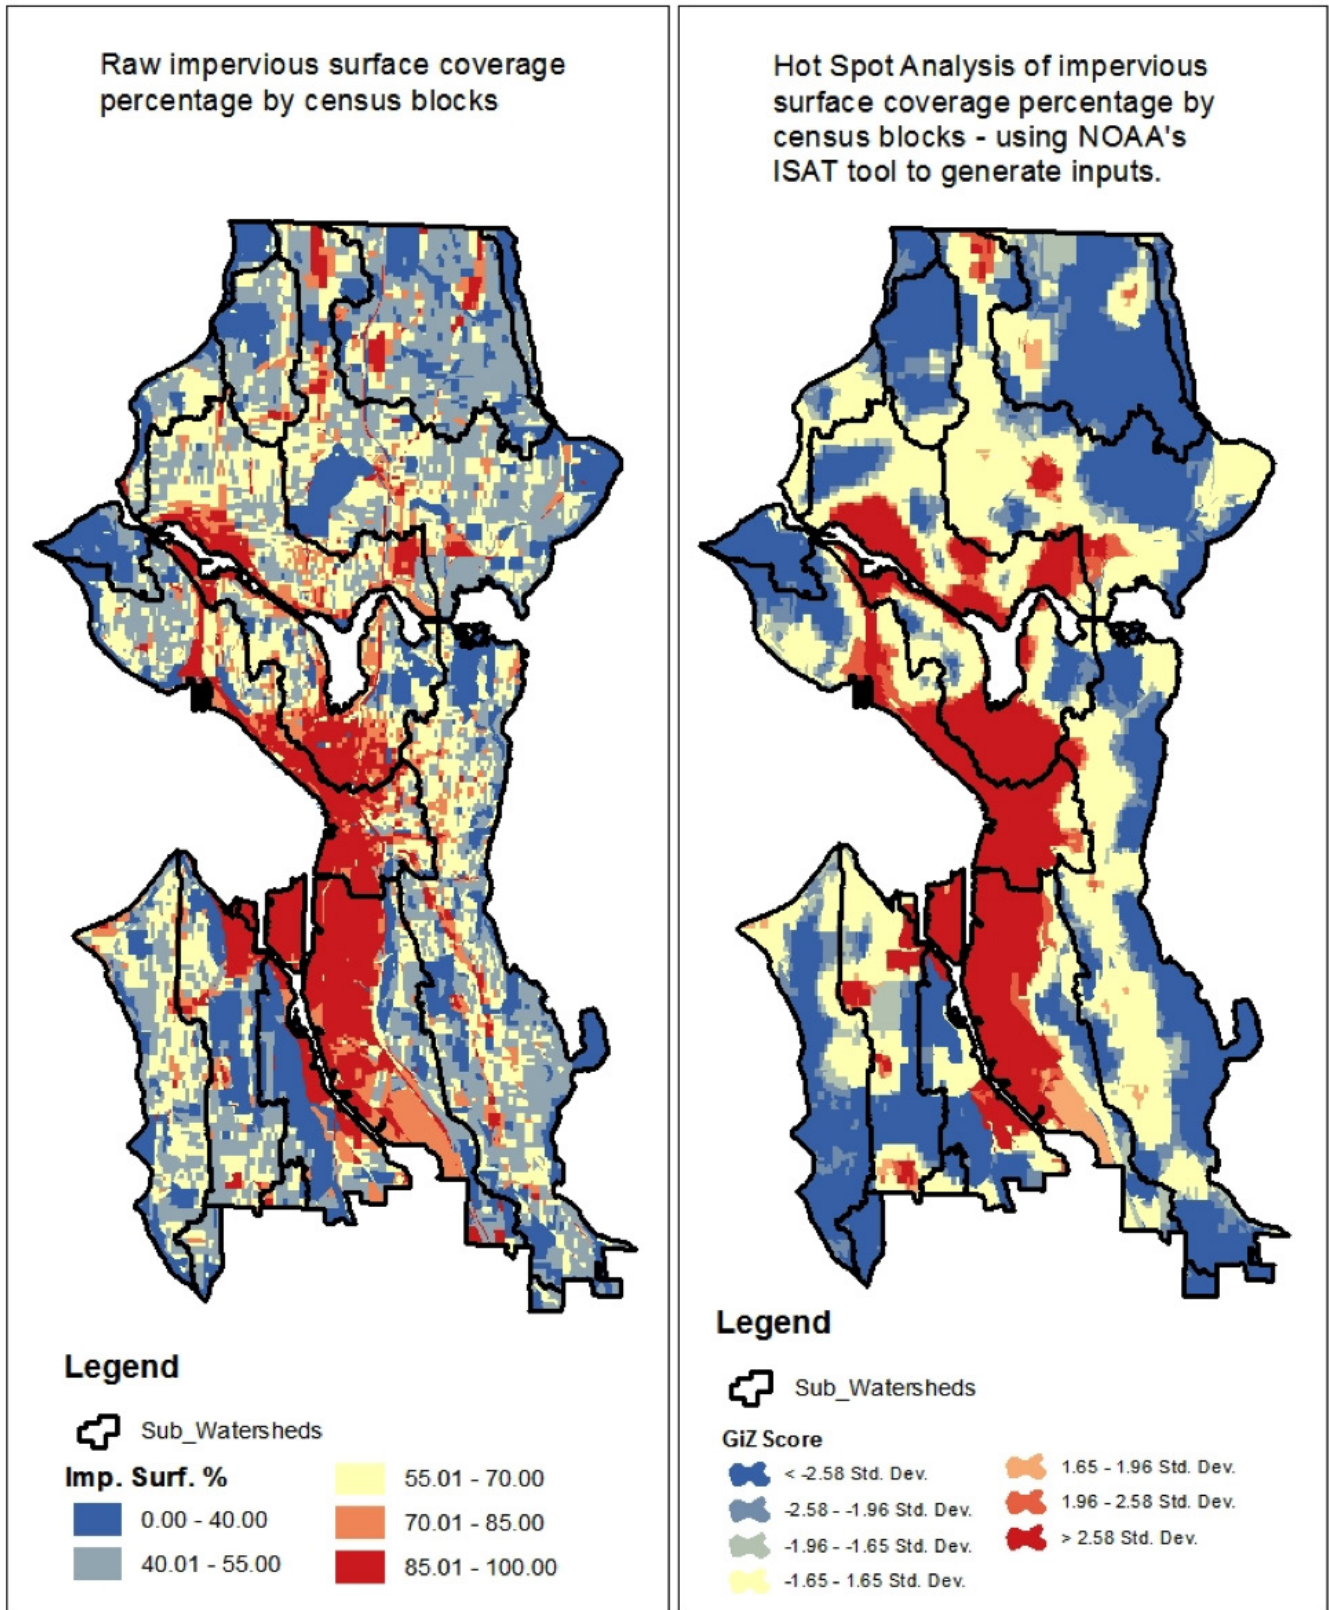 Raw impervious surface coverage
percentage by census blocks
Legend
Sub_Watersheds
Imp. Surf. %
0.00 - 40.00
40.01 - 55.00
55.01 - 70.00
70.01 - 85.00
85.01 - 100.00
Hot Spot Analysis of impervious
surface coverage percentage by
census blocks - using NOAA's
ISAT tool to generate inputs.
Legend
Sub_Watersheds
GiZ Score
< -2.58 Std. Dev.
-2.58 - -1.96 Std. Dev.
-1.96 - -1.65 Std. Dev.
-1.65 - 1.65 Std. Dev.
1.65 - 1.96 Std. Dev.
1.96 - 2.58 Std. Dev.
> 2.58 Std. Dev.